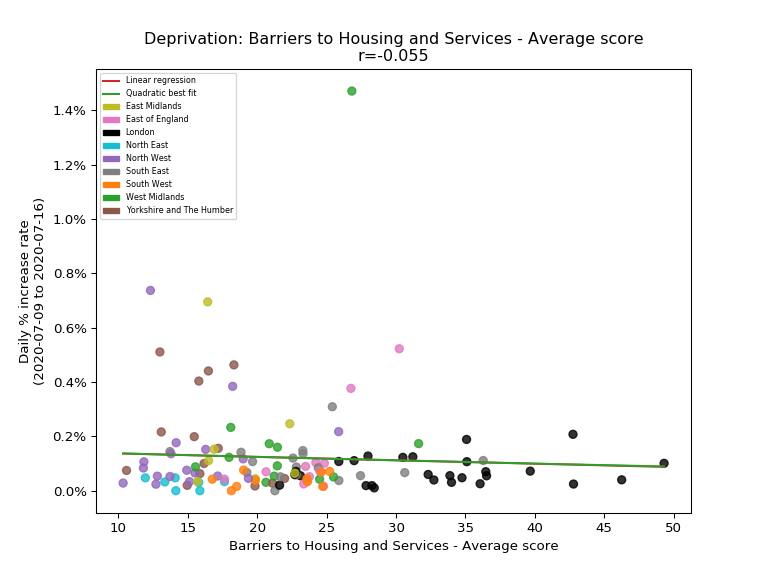 Deprivation: Barriers to Housing and Services - Average score
r=-0.055
Linear regression
Quadratic best fit
East Midlands
East of England
London
North East
North West
South East
South West
West Midlands
Yorkshire and The Humber
1.4%
1.2%
1.0%
0.8%
0.6%
0.4%
0.2%
0.0%
Daily % increase rate
(2020-07-09 to 2020-07-16)
10 15 20 25 30 35 40 45 50
Barriers to Housing and Services - Average score